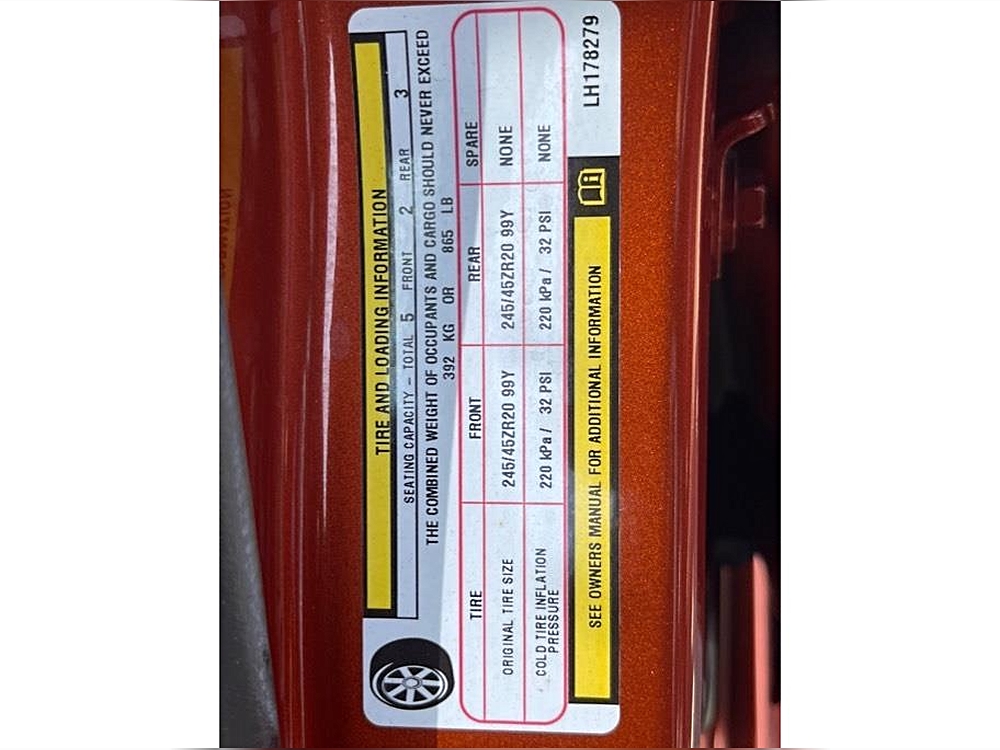 TIRE AND LOADING INFORMATION
SEATING CAPACITY – TOTAL 5 FRONT 2 REAR 3
THE COMBINED WEIGHT OF OCCUPANTS AND CARGO SHOULD NEVER EXCEED
392 KG OR 865 LB
TIRE FRONT REAR SPARE
ORIGINAL TIRE SIZE 245/45ZR20 99Y 245/45ZR20 99Y NONE
COLD TIRE INFLATION PRESSURE 220 kPa / 32 PSI 220 kPa / 32 PSI NONE
SEE OWNERS MANUAL FOR ADDITIONAL INFORMATION
LH178279